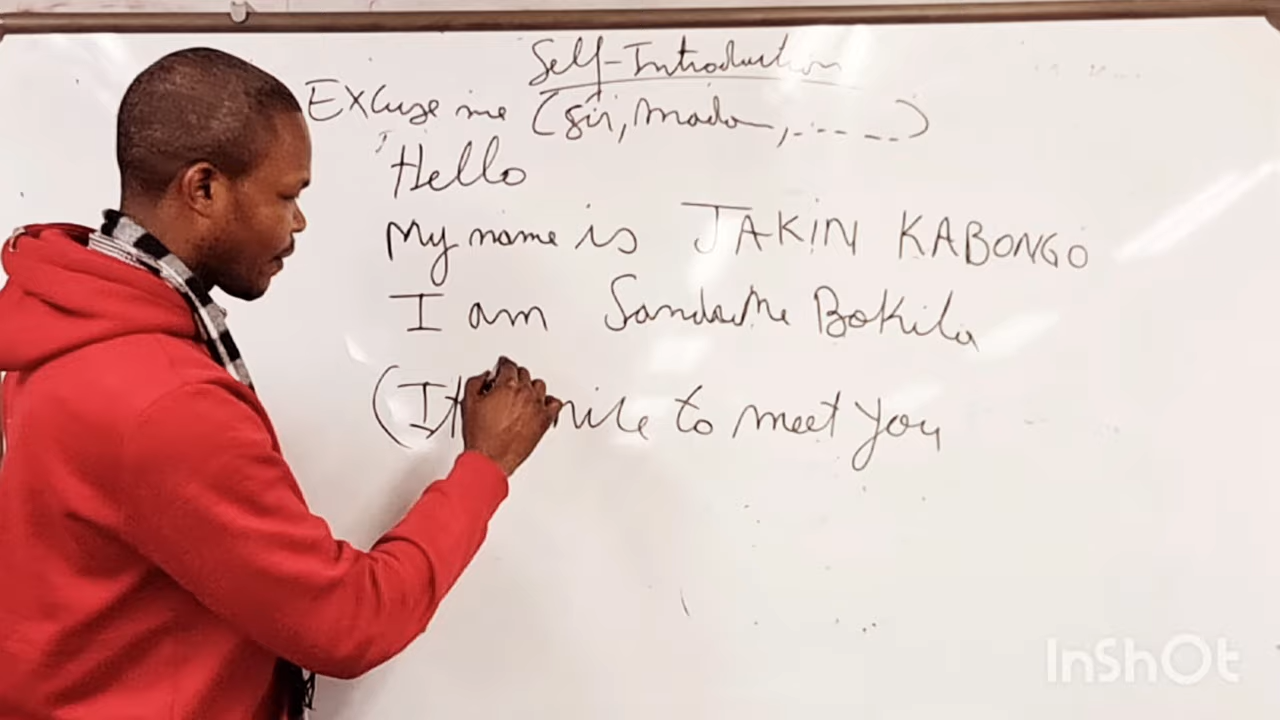 Self-Introduction
Excuse me (Sir, Madam, ......)
Hello
My name is JAKIN KABONGO
I am Bokila
(It nice to meet you
InShOt